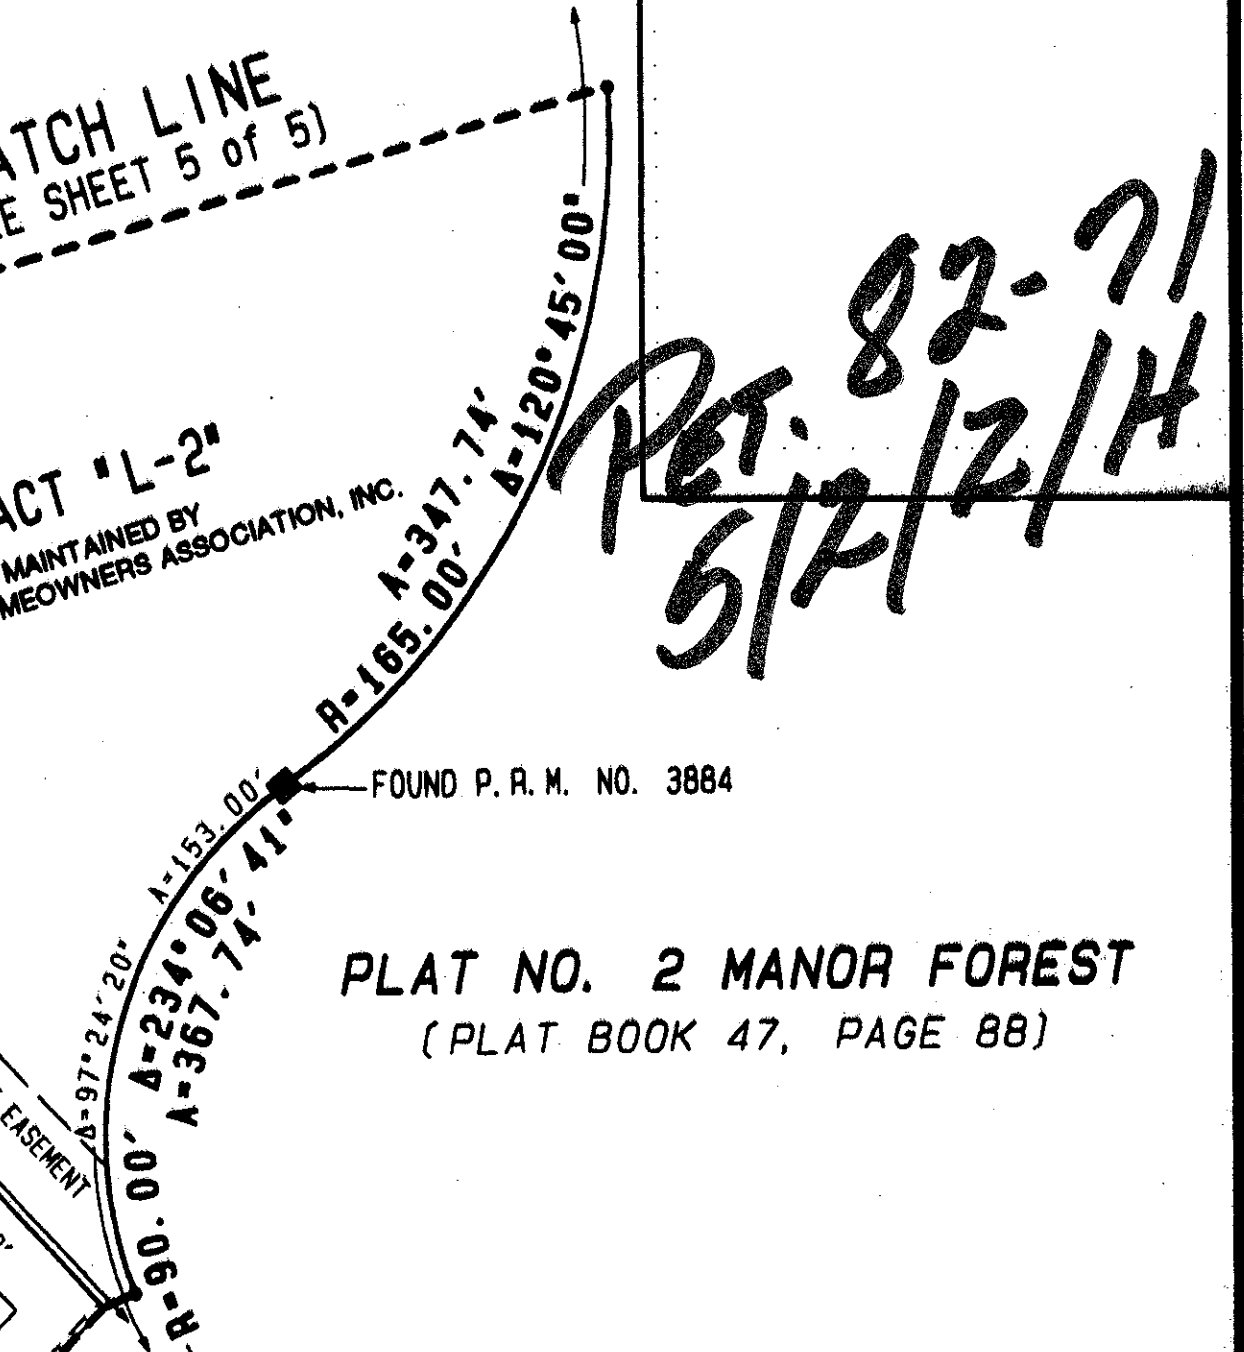 ATCH LINE
E SHEET 5 of 5)
82-71
PET.
5/2/2/H
Δ=120°45′00"
ACT "L-2"
MAINTAINED BY
MEOWNERS ASSOCIATION, INC.
A=347.74′
R=165.00′
FOUND P.R.M. NO. 3884
A=153.00′
Δ=234°06′41"
A=367.74′
Δ=97°24′20"
PLAT NO. 2 MANOR FOREST
(PLAT BOOK 47, PAGE 88)
EASEMENT
R=90.00′